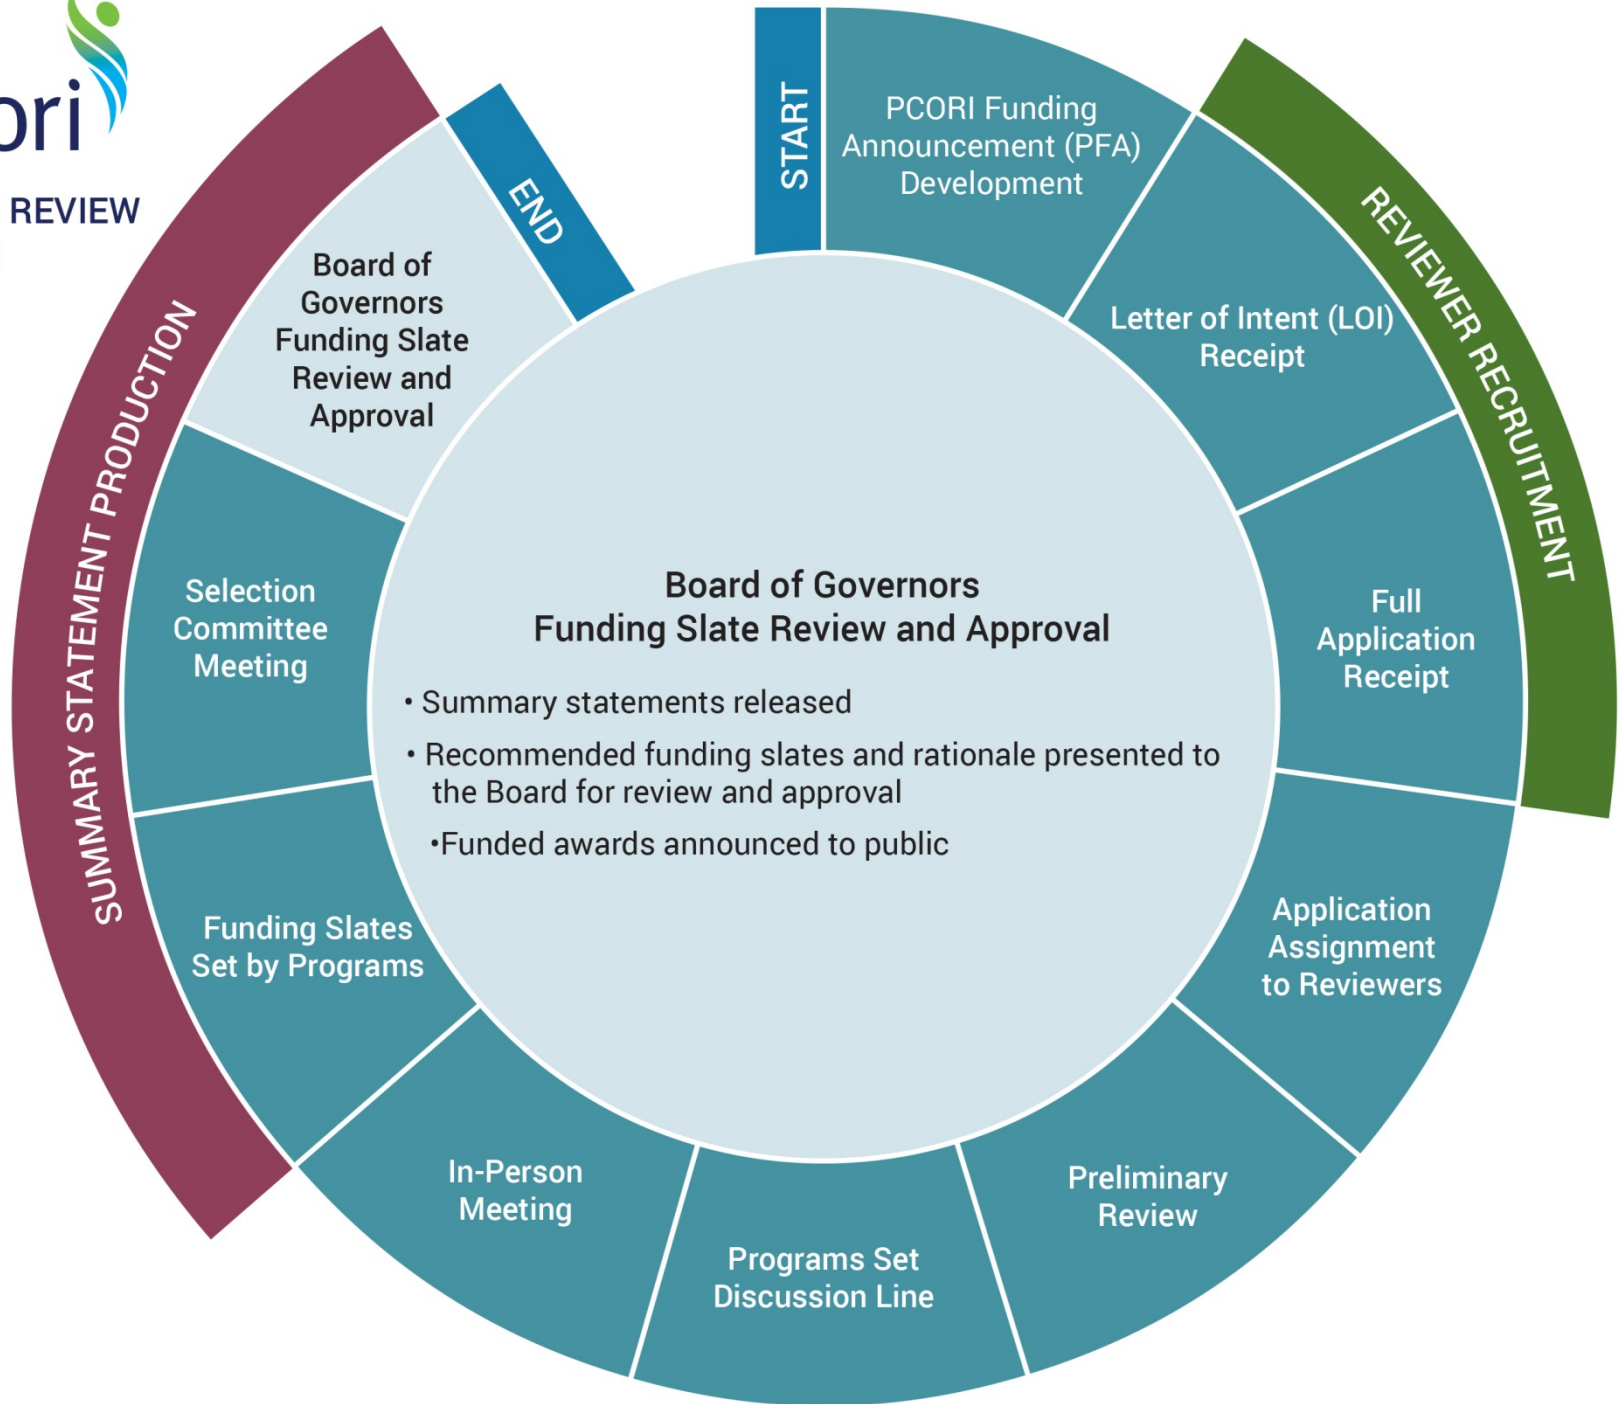 ori
REVIEW
START
PCORI Funding
Announcement (PFA)
Development
REVIEWER RECRUITMENT
Letter of Intent (LOI)
Receipt
Full
Application
Receipt
Application
Assignment
to Reviewers
Preliminary
Review
Programs Set
Discussion Line
In-Person
Meeting
SUMMARY STATEMENT PRODUCTION
Funding Slates
Set by Programs
Selection
Committee
Meeting
Board of
Governors
Funding Slate
Review and
Approval
END
Board of Governors
Funding Slate Review and Approval
• Summary statements released
• Recommended funding slates and rationale presented to
the Board for review and approval
•Funded awards announced to public